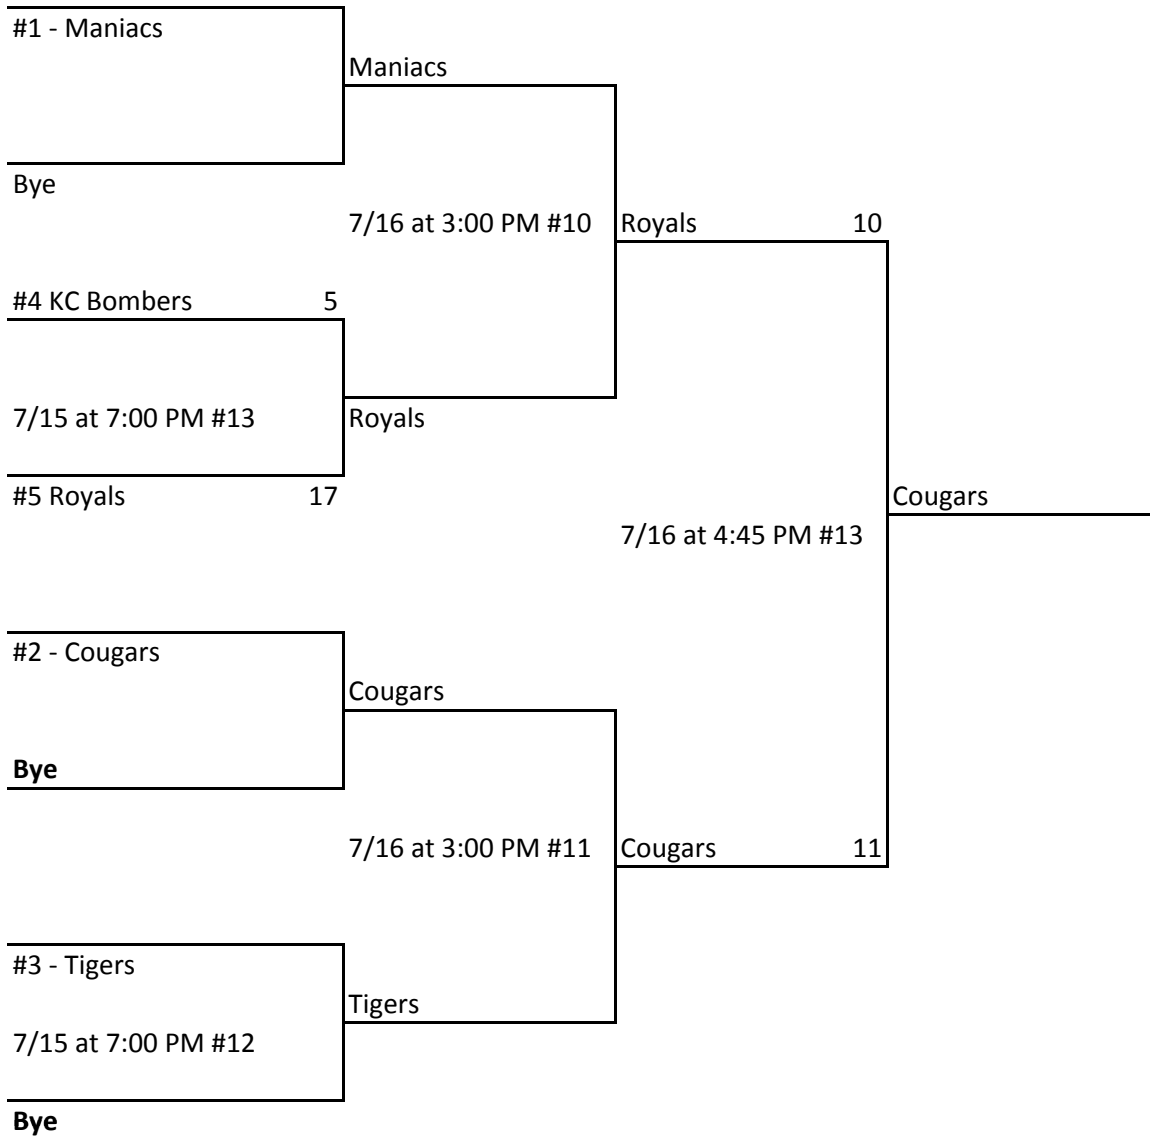 #1 - Maniacs
Maniacs
Bye
7/16 at 3:00 PM #10
Royals 10
#4 KC Bombers 5
7/15 at 7:00 PM #13
Royals
#5 Royals 17
Cougars
7/16 at 4:45 PM #13
#2 - Cougars
Cougars
Bye
7/16 at 3:00 PM #11
Cougars 11
#3 - Tigers
Tigers
7/15 at 7:00 PM #12
Bye